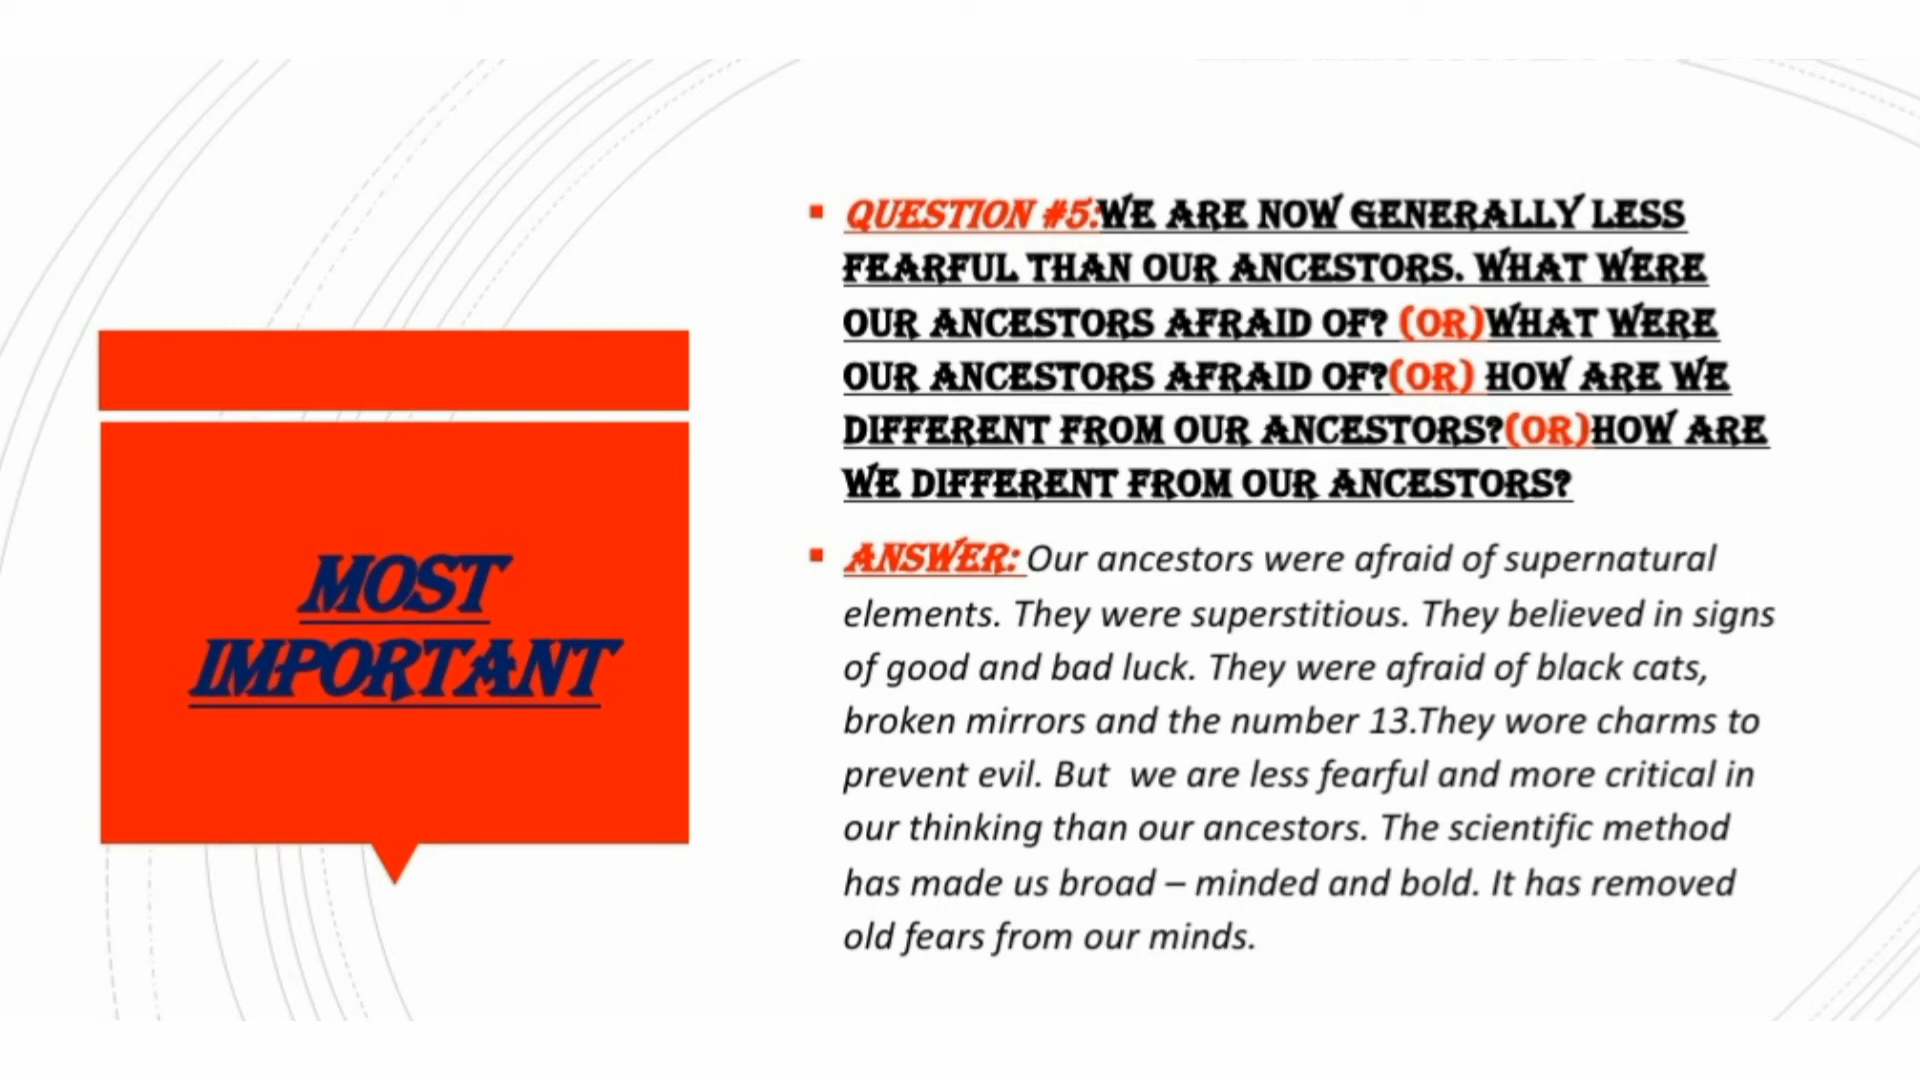 MOST
IMPORTANT
QUESTION #5:WE ARE NOW GENERALLY LESS
FEARFUL THAN OUR ANCESTORS. WHAT WERE
OUR ANCESTORS AFRAID OF? (OR)WHAT WERE
OUR ANCESTORS AFRAID OF?(OR) HOW ARE WE
DIFFERENT FROM OUR ANCESTORS?(OR)HOW ARE
WE DIFFERENT FROM OUR ANCESTORS?
ANSWER: Our ancestors were afraid of supernatural
elements. They were superstitious. They believed in signs
of good and bad luck. They were afraid of black cats,
broken mirrors and the number 13.They wore charms to
prevent evil. But  we are less fearful and more critical in
our thinking than our ancestors. The scientific method
has made us broad – minded and bold. It has removed
old fears from our minds.